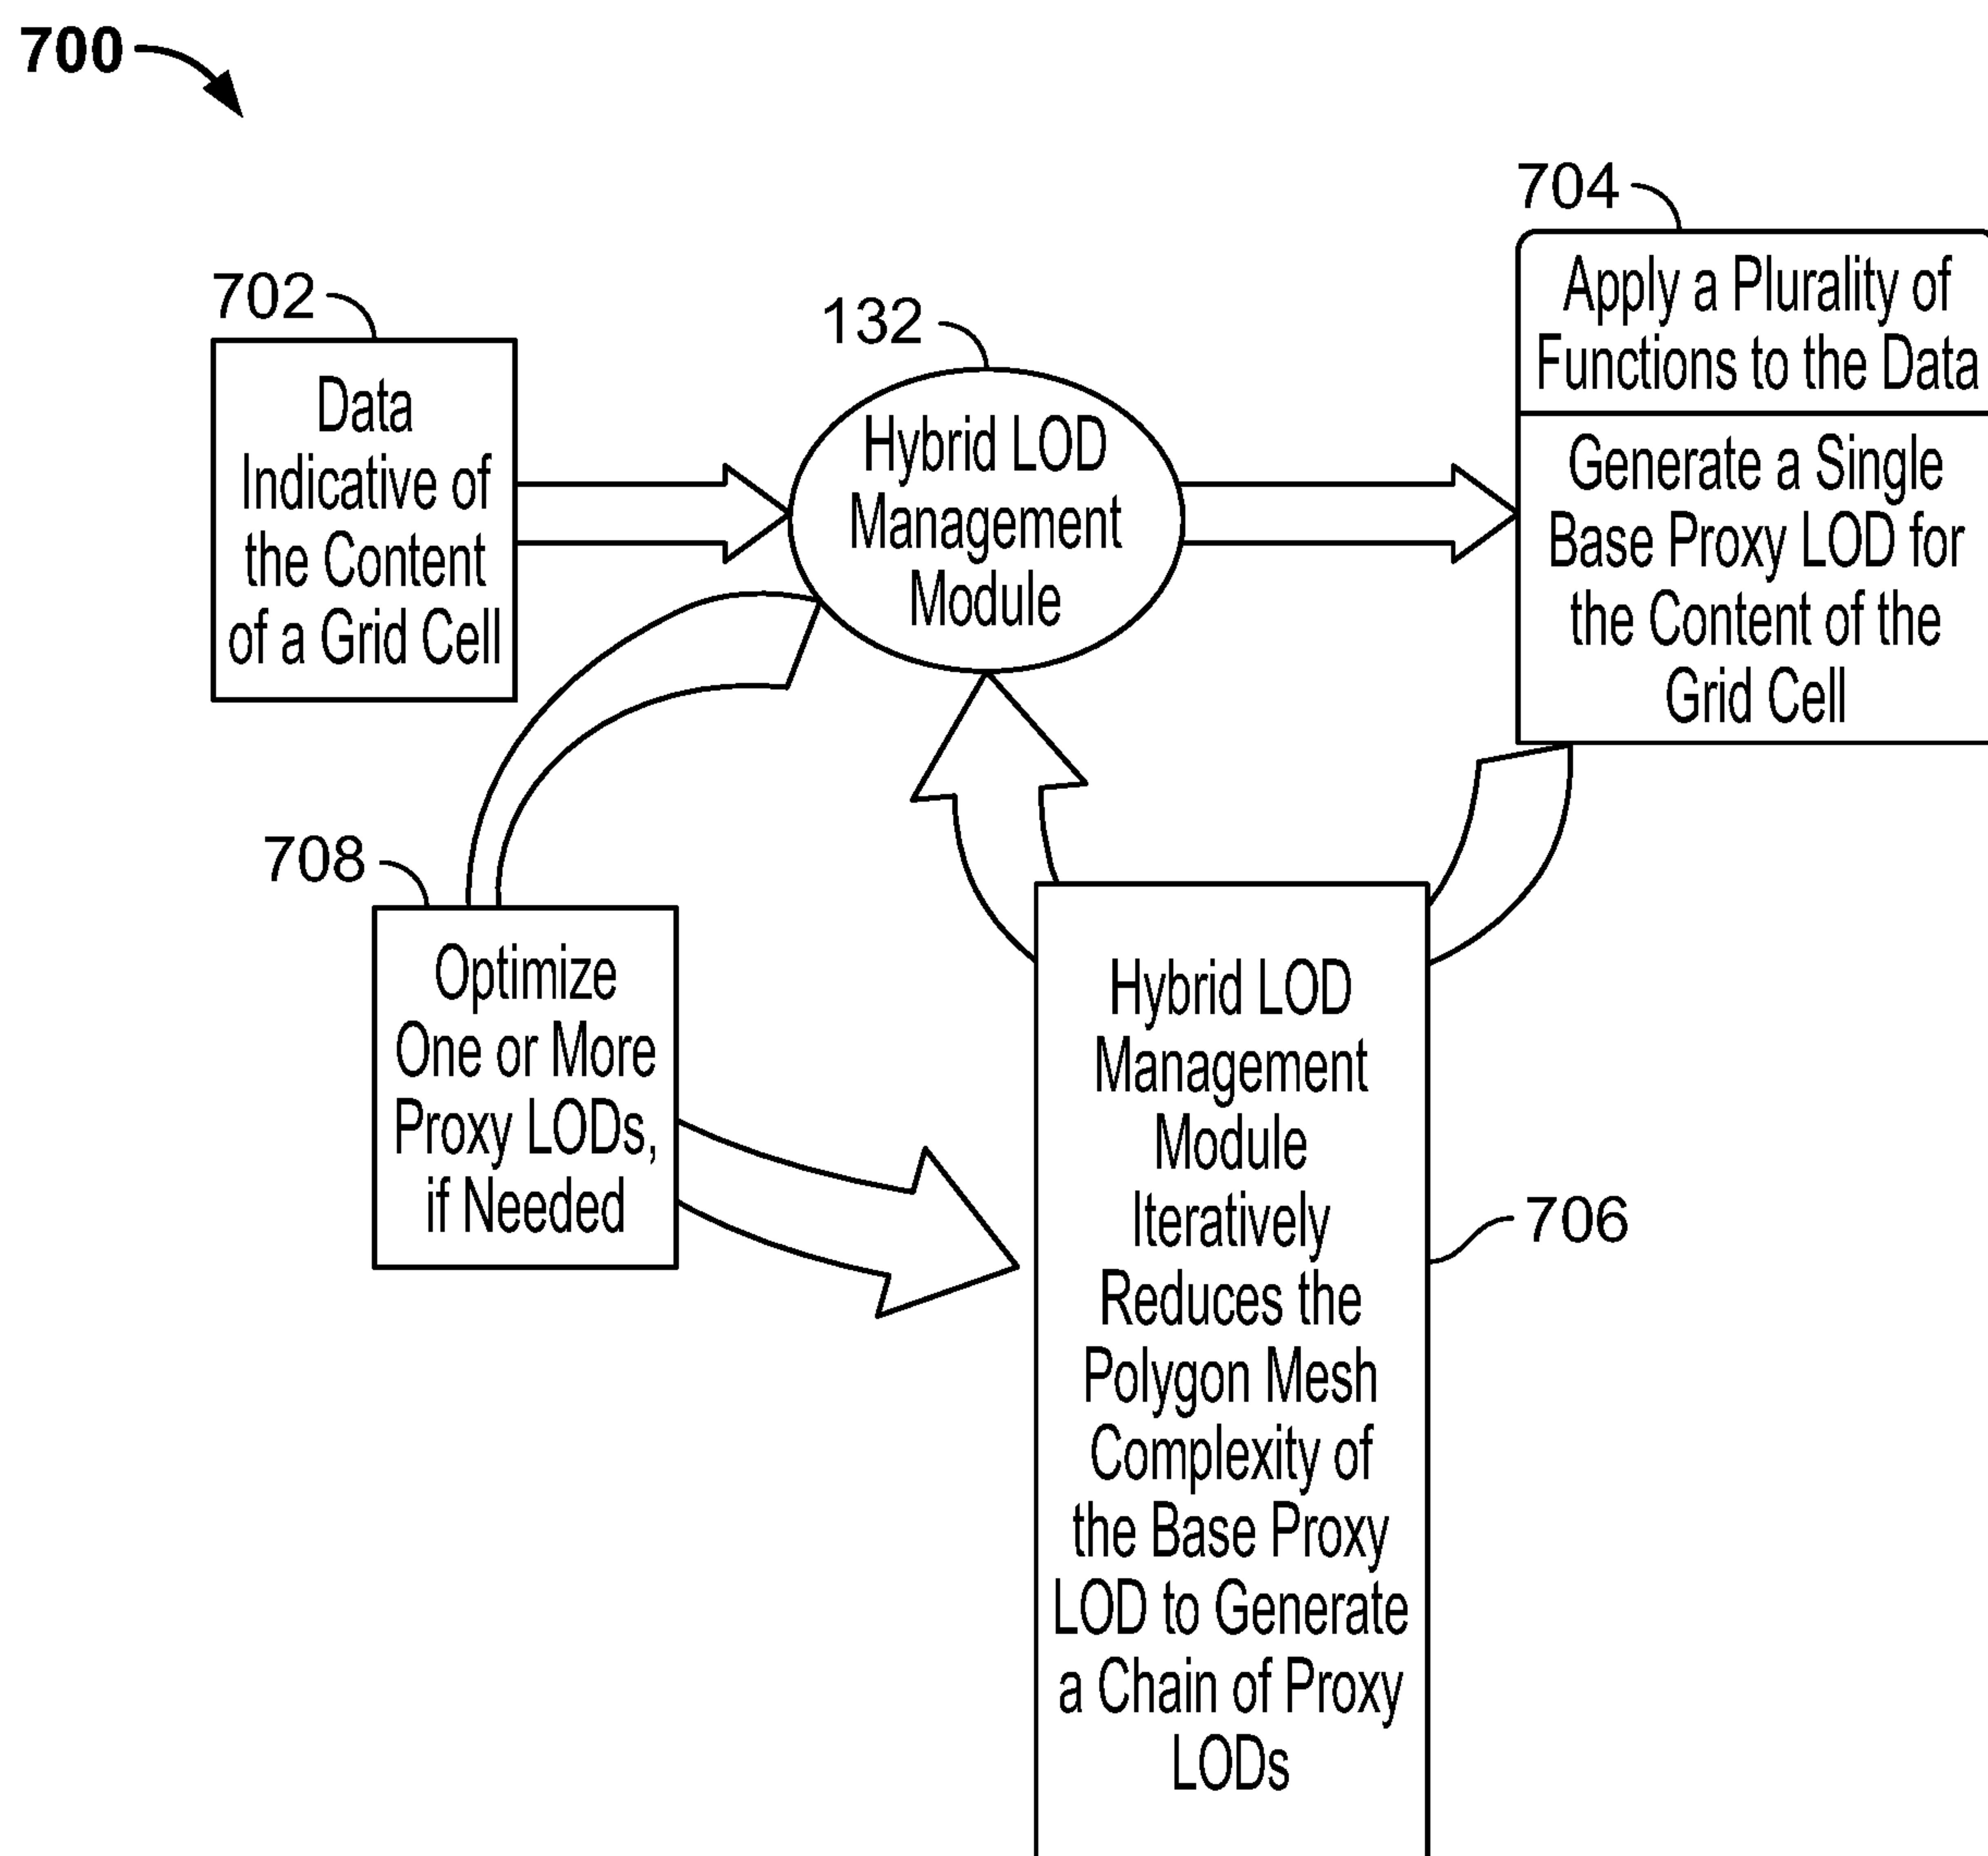 700
702
Data
Indicative of
the Content
of a Grid Cell
132
Hybrid LOD
Management
Module
704
Apply a Plurality of
Functions to the Data
Generate a Single
Base Proxy LOD for
the Content of the
Grid Cell
708
Optimize
One or More
Proxy LODs,
if Needed
Hybrid LOD
Management
Module
Iteratively
Reduces the
Polygon Mesh
Complexity of
the Base Proxy
LOD to Generate
a Chain of Proxy
LODs
706